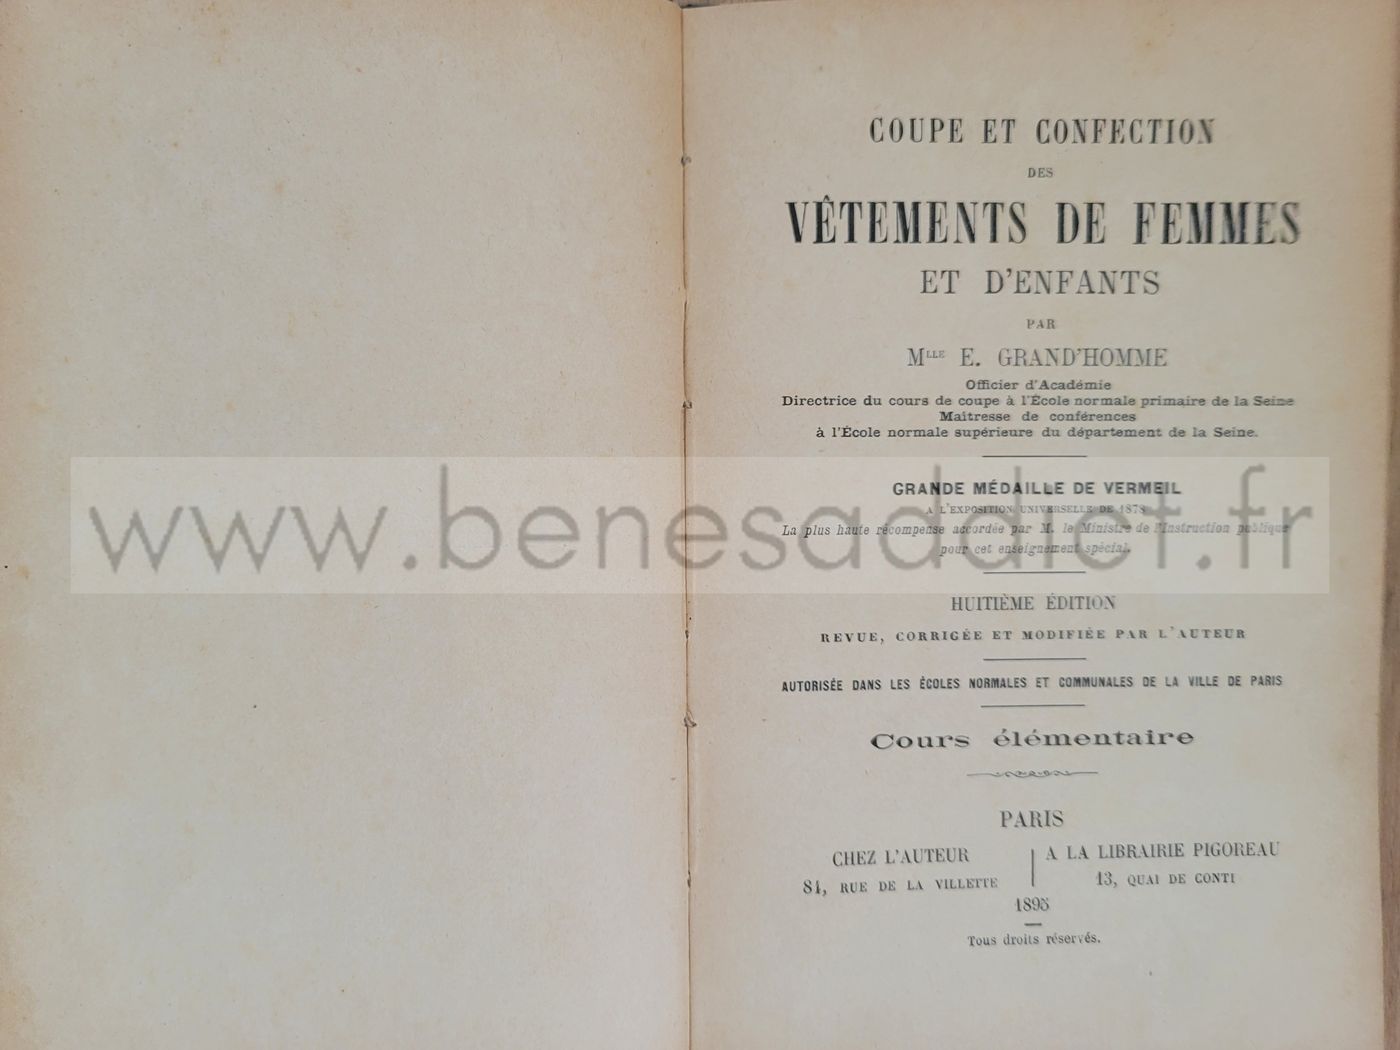 COUPE ET CONFECTION
DES
VÊTEMENTS DE FEMMES
ET D'ENFANTS
PAR
MLLE E. GRAND'HOMME
Officier d'Académie
Directrice du cours de coupe à l'École normale primaire de la Seine
Maîtresse de conférences
à l'École normale supérieure du département de la Seine.
GRANDE MÉDAILLE DE VERMEIL
A L'EXPOSITION UNIVERSELLE DE 1878
La plus haute récompense accordée par M. le Ministre de l'Instruction publique
pour cet enseignement spécial.
www.benesaddict.fr
HUITIÈME ÉDITION
REVUE, CORRIGÉE ET MODIFIÉE PAR L'AUTEUR
AUTORISÉE DANS LES ÉCOLES NORMALES ET COMMUNALES DE LA VILLE DE PARIS
Cours élémentaire
PARIS
CHEZ L'AUTEUR
84, RUE DE LA VILLETTE
A LA LIBRAIRIE PIGOREAU
13, QUAI DE CONTI
1895
Tous droits réservés.